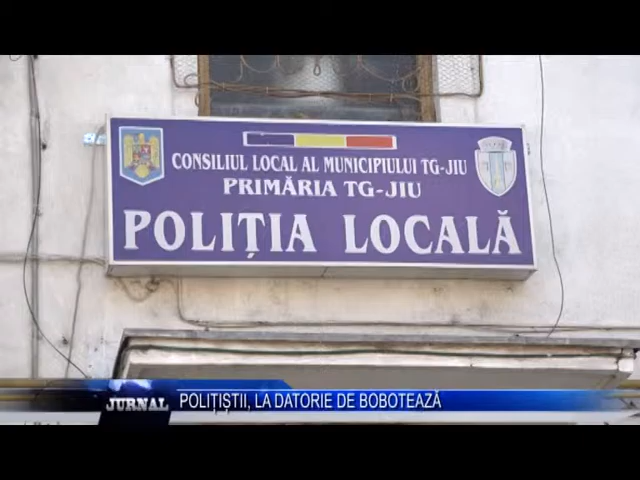 CONSILIUL LOCAL AL MUNICIPIULUI TG-JIU
PRIMĂRIA TG-JIU
POLIȚIA LOCALĂ
JURNAL
POLIȚIȘTII, LA DATORIE DE BOBOTEAZĂ